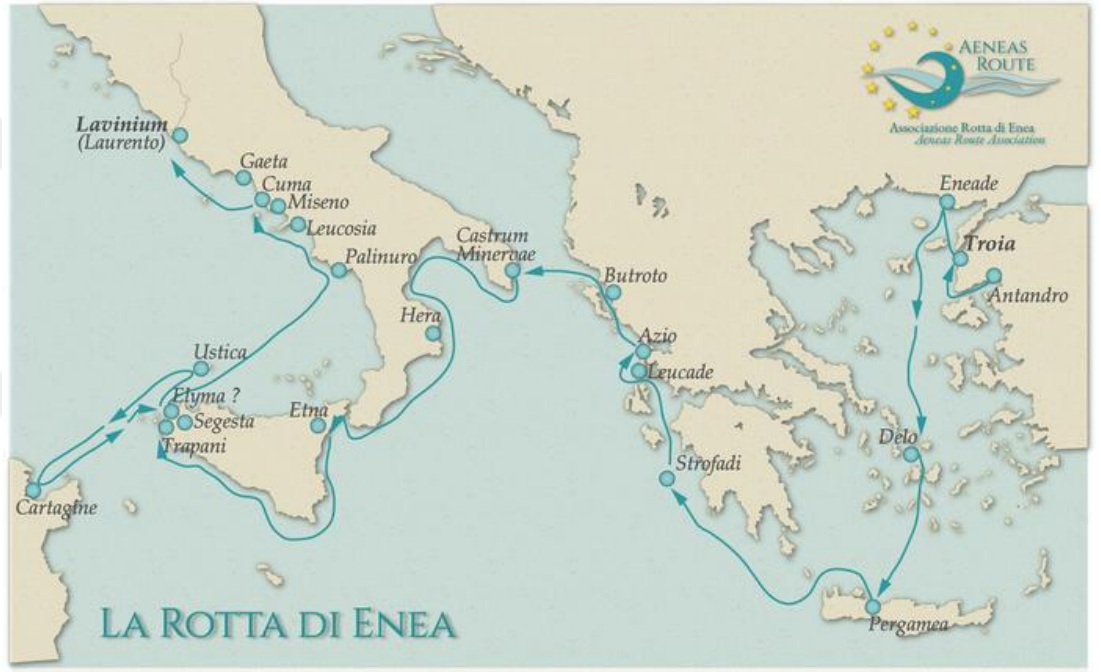 AENEAS
ROUTE
Associazione Rotta di Enea
Aeneas Route Association
Lavinium
(Laurento)
Gaeta
Cuma
Miseno
Leucosia
Palinuro
Castrum
Minervae
Hera
Butroto
Azio
Leucade
Eneade
Troia
Antandro
Ustica
Elyma ?
Segesta
Trapani
Etna
Cartagine
Strofadi
Delo
Pergamea
LA ROTTA DI ENEA